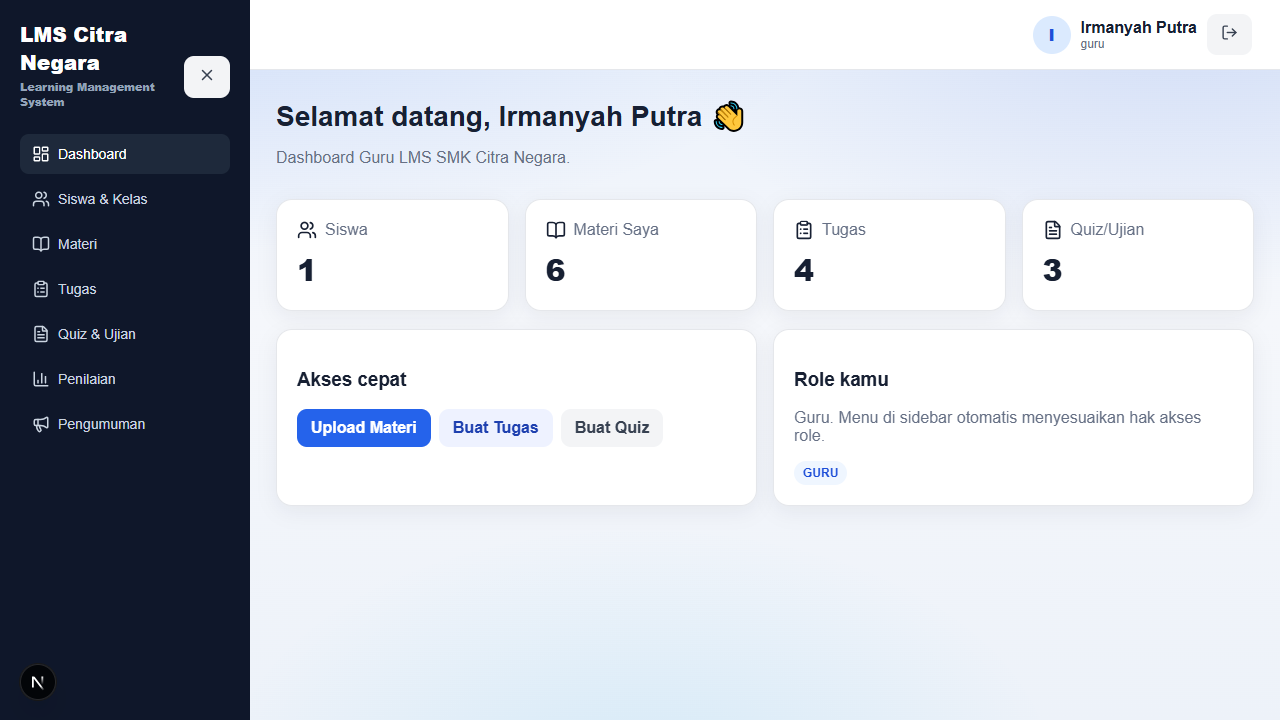 LMS Citra
Negara
Learning Management
System
Dashboard
Siswa & Kelas
Materi
Tugas
Quiz & Ujian
Penilaian
Pengumuman
N
I
Irmanyah Putra
guru
Selamat datang, Irmanyah Putra 👋
Dashboard Guru LMS SMK Citra Negara.
Siswa
1
Materi Saya
6
Tugas
4
Quiz/Ujian
3
Akses cepat
Upload Materi
Buat Tugas
Buat Quiz
Role kamu
Guru. Menu di sidebar otomatis menyesuaikan hak akses
role.
GURU